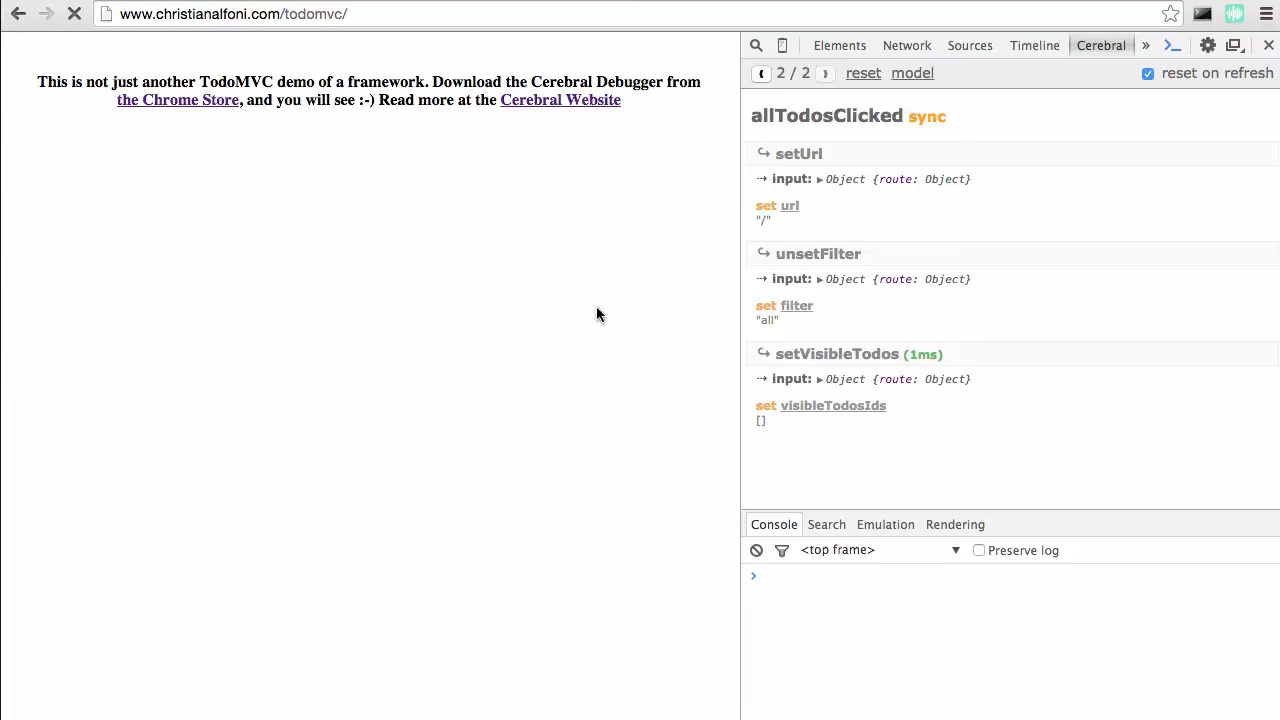 www.christianalfoni.com/todomvc/
This is not just another TodoMVC demo of a framework. Download the Cerebral Debugger from
the Chrome Store, and you will see :-) Read more at the Cerebral Website
Elements Network Sources Timeline Cerebral »
2 / 2 reset model reset on refresh
allTodosClicked sync
setUrl
input: Object {route: Object}
set url
"/"
unsetFilter
input: Object {route: Object}
set filter
"all"
setVisibleTodos (1ms)
input: Object {route: Object}
set visibleTodosIds
[]
Console Search Emulation Rendering
<top frame> Preserve log